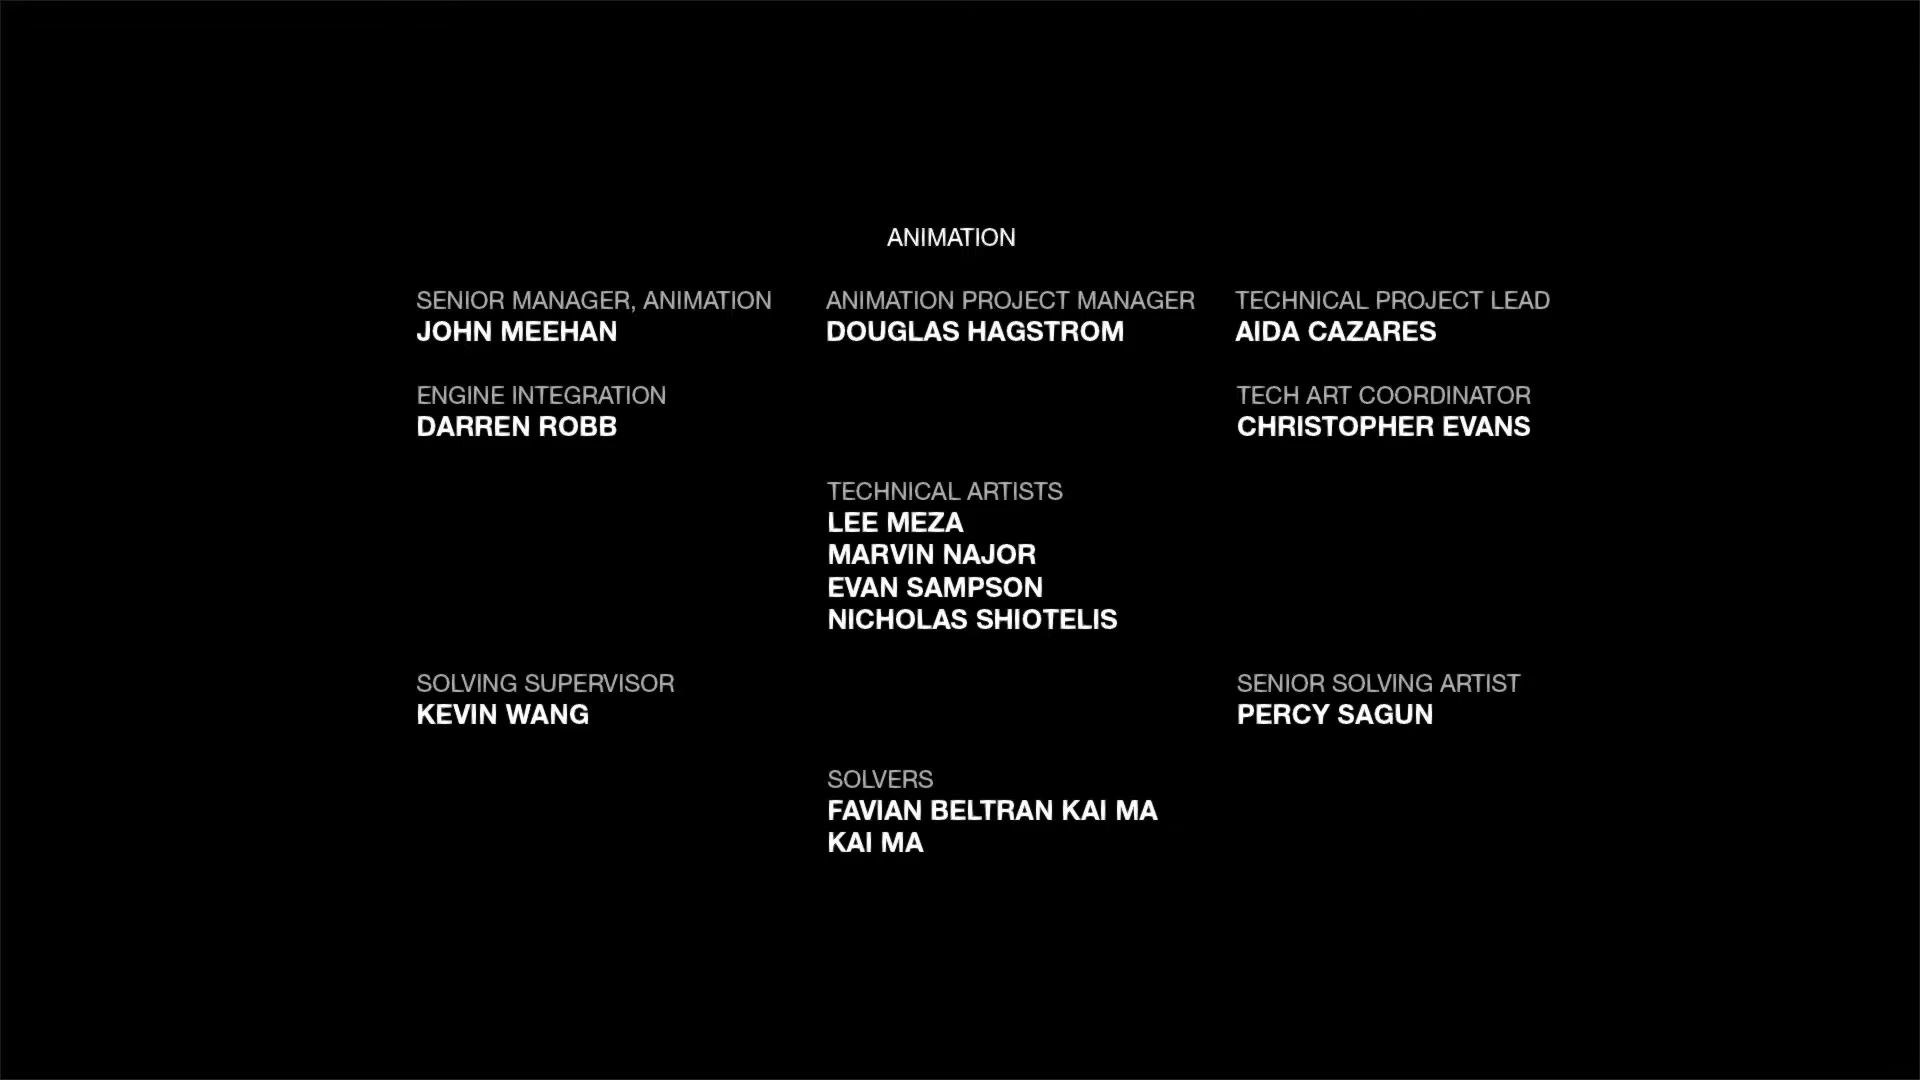 ANIMATION
SENIOR MANAGER, ANIMATION
JOHN MEEHAN
ANIMATION PROJECT MANAGER
DOUGLAS HAGSTROM
TECHNICAL PROJECT LEAD
AIDA CAZARES
ENGINE INTEGRATION
DARREN ROBB
TECH ART COORDINATOR
CHRISTOPHER EVANS
TECHNICAL ARTISTS
LEE MEZA
MARVIN NAJOR
EVAN SAMPSON
NICHOLAS SHIOTELIS
SOLVING SUPERVISOR
KEVIN WANG
SENIOR SOLVING ARTIST
PERCY SAGUN
SOLVERS
FAVIAN BELTRAN KAI MA
KAI MA